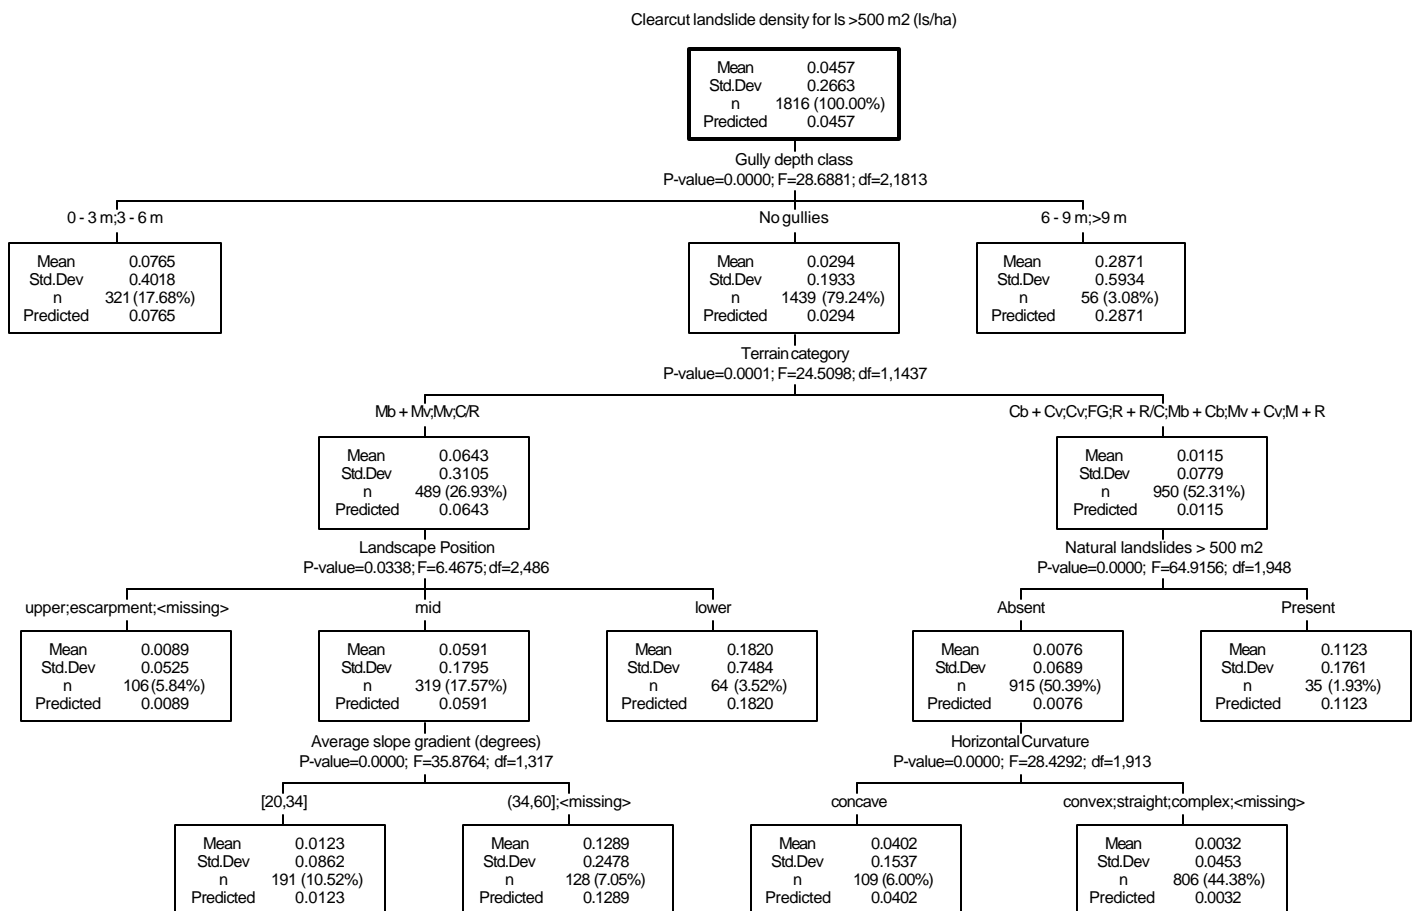 Clearcut landslide density for ls >500 m2 (ls/ha)
Mean 0.0457
Std.Dev 0.2663
n 1816 (100.00%)
Predicted 0.0457
Gully depth class
P-value=0.0000; F=28.6881; df=2,1813
0 - 3 m;3 - 6 m
Mean 0.0765
Std.Dev 0.4018
n 321 (17.68%)
Predicted 0.0765
No gullies
Mean 0.0294
Std.Dev 0.1933
n 1439 (79.24%)
Predicted 0.0294
6 - 9 m;>9 m
Mean 0.2871
Std.Dev 0.5934
n 56 (3.08%)
Predicted 0.2871
Terrain category
P-value=0.0001; F=24.5098; df=1,1437
Mb + Mv;Mv;C/R
Mean 0.0643
Std.Dev 0.3105
n 489 (26.93%)
Predicted 0.0643
Cb + Cv;Cv;FG;R + R/C;Mb + Cb;Mv + Cv;M + R
Mean 0.0115
Std.Dev 0.0779
n 950 (52.31%)
Predicted 0.0115
Landscape Position
P-value=0.0338; F=6.4675; df=2,486
upper;escarpment;<missing>
Mean 0.0089
Std.Dev 0.0525
n 106 (5.84%)
Predicted 0.0089
mid
Mean 0.0591
Std.Dev 0.1795
n 319 (17.57%)
Predicted 0.0591
lower
Mean 0.1820
Std.Dev 0.7484
n 64 (3.52%)
Predicted 0.1820
Natural landslides > 500 m2
P-value=0.0000; F=64.9156; df=1,948
Absent
Mean 0.0076
Std.Dev 0.0689
n 915 (50.39%)
Predicted 0.0076
Present
Mean 0.1123
Std.Dev 0.1761
n 35 (1.93%)
Predicted 0.1123
Average slope gradient (degrees)
P-value=0.0000; F=35.8764; df=1,317
[20,34]
Mean 0.0123
Std.Dev 0.0862
n 191 (10.52%)
Predicted 0.0123
(34,60];<missing>
Mean 0.1289
Std.Dev 0.2478
n 128 (7.05%)
Predicted 0.1289
Horizontal Curvature
P-value=0.0000; F=28.4292; df=1,913
concave
Mean 0.0402
Std.Dev 0.1537
n 109 (6.00%)
Predicted 0.0402
convex;straight;complex;<missing>
Mean 0.0032
Std.Dev 0.0453
n 806 (44.38%)
Predicted 0.0032